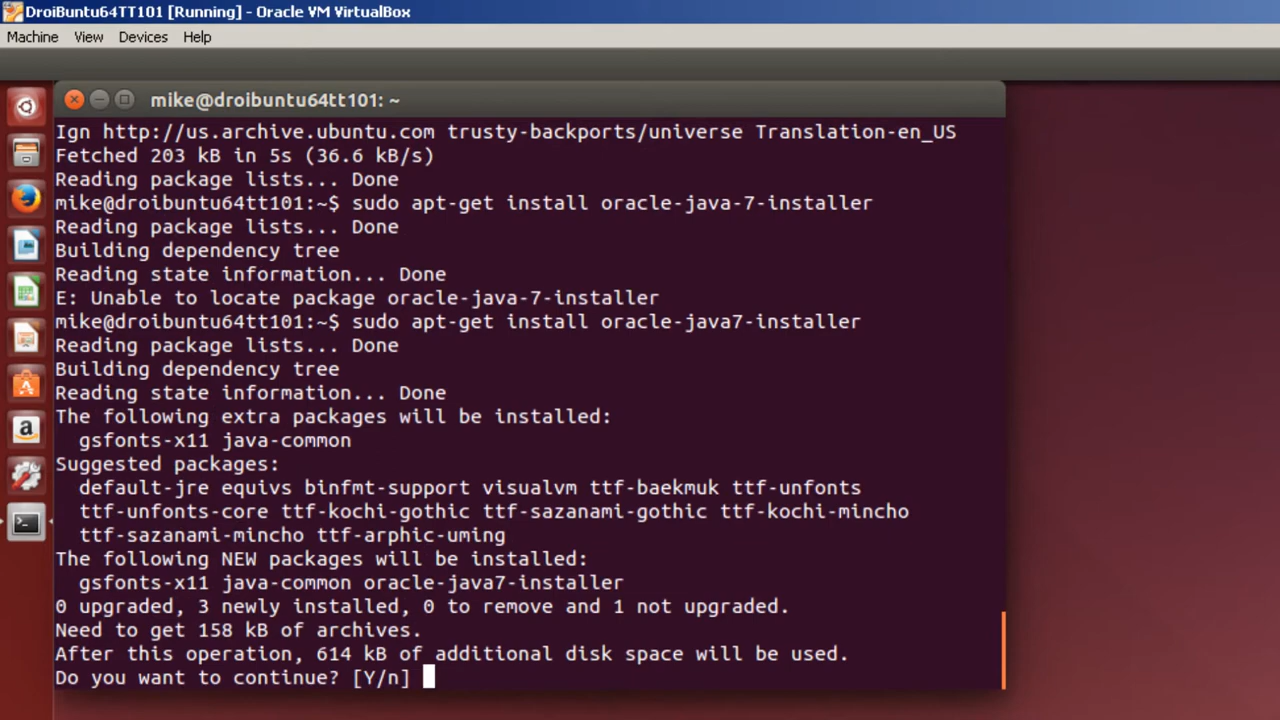 DroiBuntu64TT101 [Running] - Oracle VM VirtualBox
Machine View Devices Help
mike@droibuntu64tt101: ~
Ign http://us.archive.ubuntu.com trusty-backports/universe Translation-en_US
Fetched 203 kB in 5s (36.6 kB/s)
Reading package lists... Done
mike@droibuntu64tt101:~$ sudo apt-get install oracle-java-7-installer
Reading package lists... Done
Building dependency tree
Reading state information... Done
E: Unable to locate package oracle-java-7-installer
mike@droibuntu64tt101:~$ sudo apt-get install oracle-java7-installer
Reading package lists... Done
Building dependency tree
Reading state information... Done
The following extra packages will be installed:
gsfonts-x11 java-common
Suggested packages:
default-jre equivs binfmt-support visualvm ttf-baekmuk ttf-unfonts
ttf-unfonts-core ttf-kochi-gothic ttf-sazanami-gothic ttf-kochi-mincho
ttf-sazanami-mincho ttf-arphic-uming
The following NEW packages will be installed:
gsfonts-x11 java-common oracle-java7-installer
0 upgraded, 3 newly installed, 0 to remove and 1 not upgraded.
Need to get 158 kB of archives.
After this operation, 614 kB of additional disk space will be used.
Do you want to continue? [Y/n]